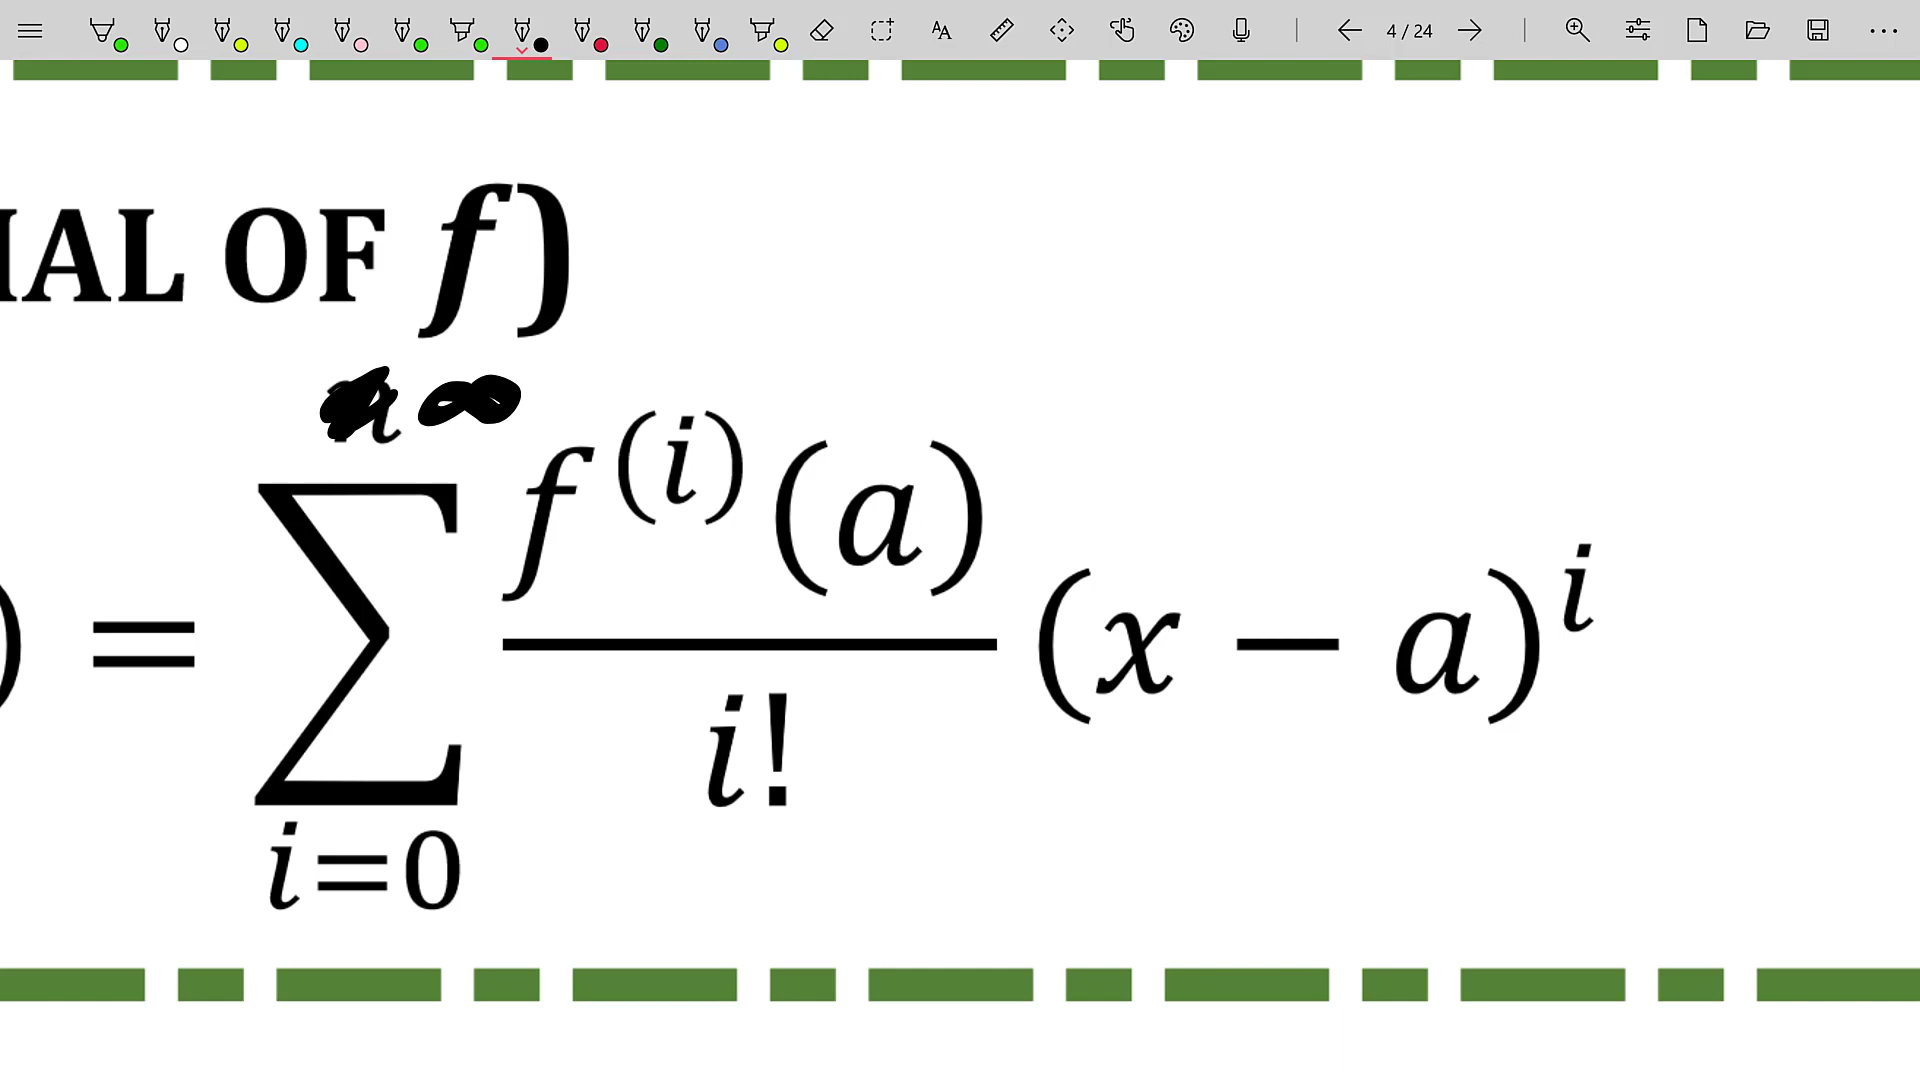 4 / 24
IAL OF f)
∞
) = ∑ f^(i)(a) / i! (x − a)^i
i=0